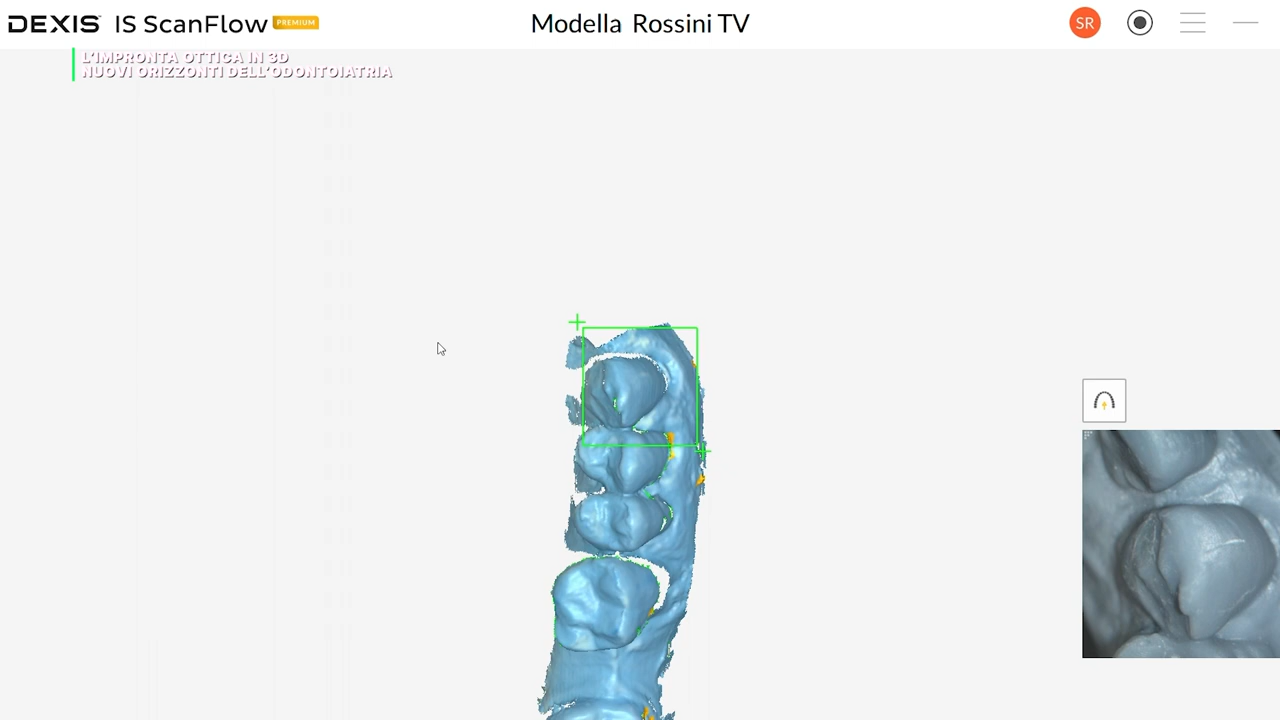 DEXIS IS ScanFlow PREMIUM
Modella Rossini TV
SR
L'IMPRONTA OTTICA IN 3D
NUOVI ORIZZONTI DELL'ODONTOIATRIA